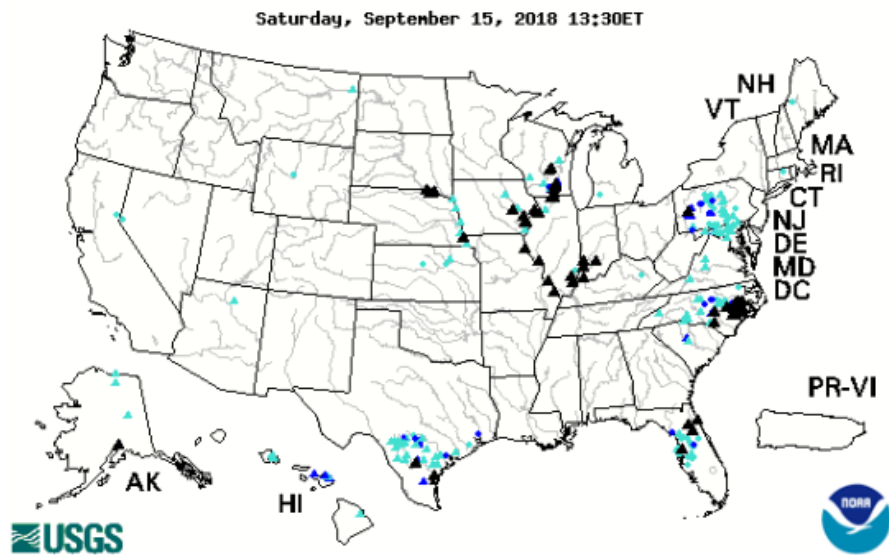 Saturday, September 15, 2018 13:30ET
NH
VT
MA
RI
CT
NJ
DE
MD
DC
PR-VI
AK
HI
USGS
NOAA